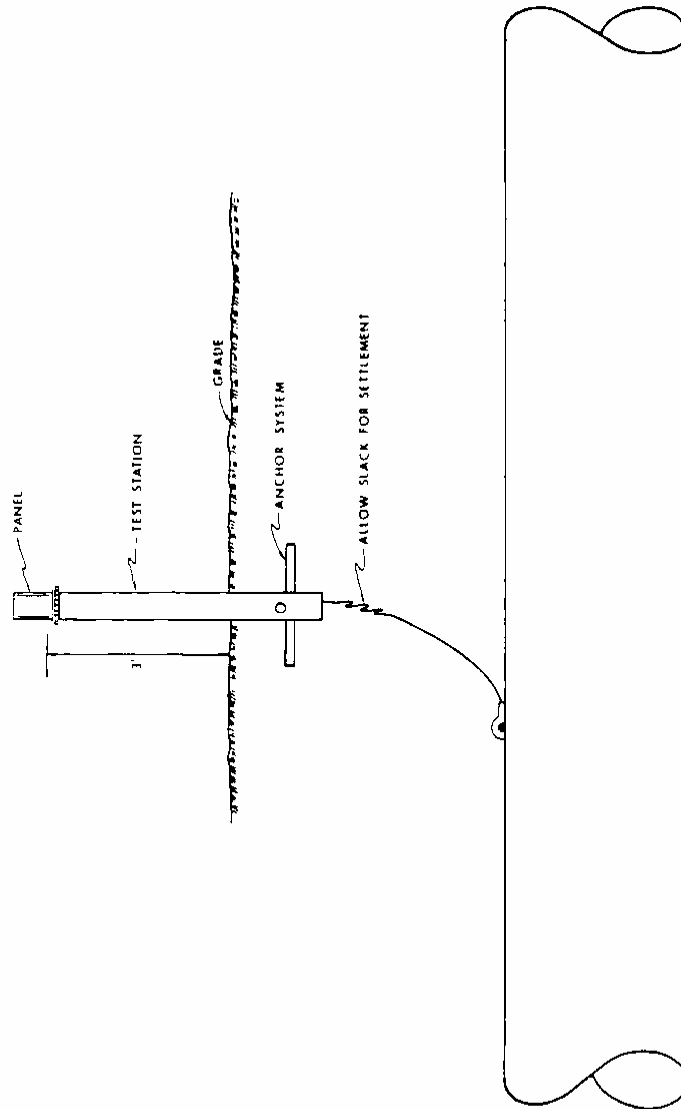 PANEL
TEST STATION
GRADE
3'
ANCHOR SYSTEM
ALLOW SLACK FOR SETTLEMENT